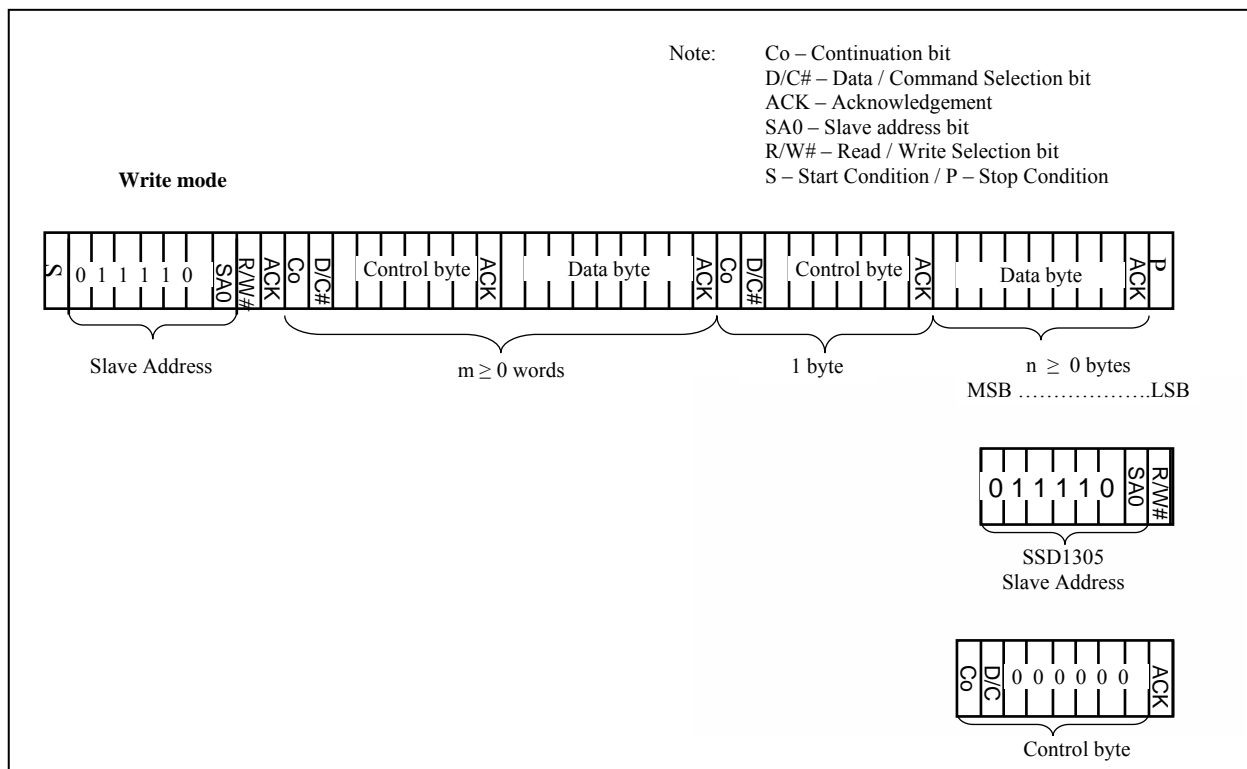 Note: Co – Continuation bit
D/C# – Data / Command Selection bit
ACK – Acknowledgement
SA0 – Slave address bit
R/W# – Read / Write Selection bit
S – Start Condition / P – Stop Condition
Write mode
S 0 1 1 1 1 0 SA0 R/W# ACK Co D/C# Control byte ACK Data byte ACK Co D/C# Control byte ACK Data byte ACK P
Slave Address
m ≥ 0 words
1 byte
n ≥ 0 bytes
MSB ……………….LSB
0 1 1 1 1 0 SA0 R/W#
SSD1305
Slave Address
Co D/C 0 0 0 0 0 0 ACK
Control byte